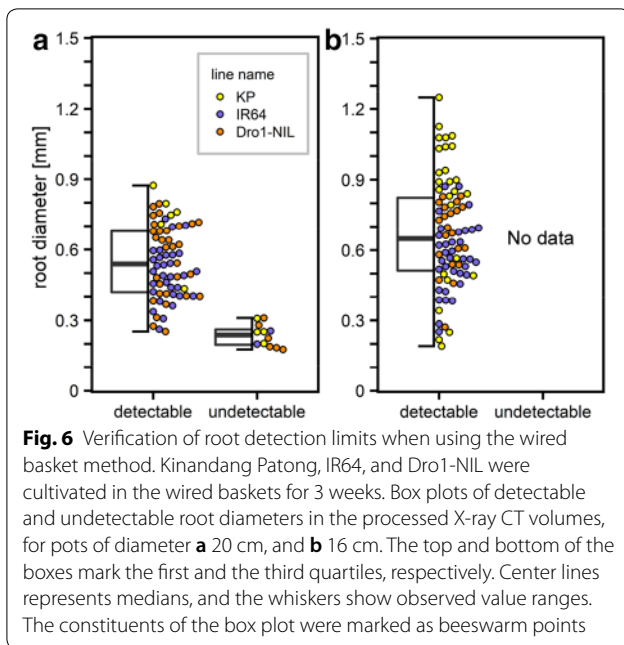 a
b
1.5
1.2
0.9
0.6
0.3
0
root diameter [mm]
line name
KP
IR64
Dro1-NIL
detectable
undetectable
1.5
1.2
0.9
0.6
0.3
0
No data
detectable
undetectable
Fig. 6 Verification of root detection limits when using the wired
basket method. Kinandang Patong, IR64, and Dro1-NIL were
cultivated in the wired baskets for 3 weeks. Box plots of detectable
and undetectable root diameters in the processed X-ray CT volumes,
for pots of diameter a 20 cm, and b 16 cm. The top and bottom of the
boxes mark the first and the third quartiles, respectively. Center lines
represents medians, and the whiskers show observed value ranges.
The constituents of the box plot were marked as beeswarm points